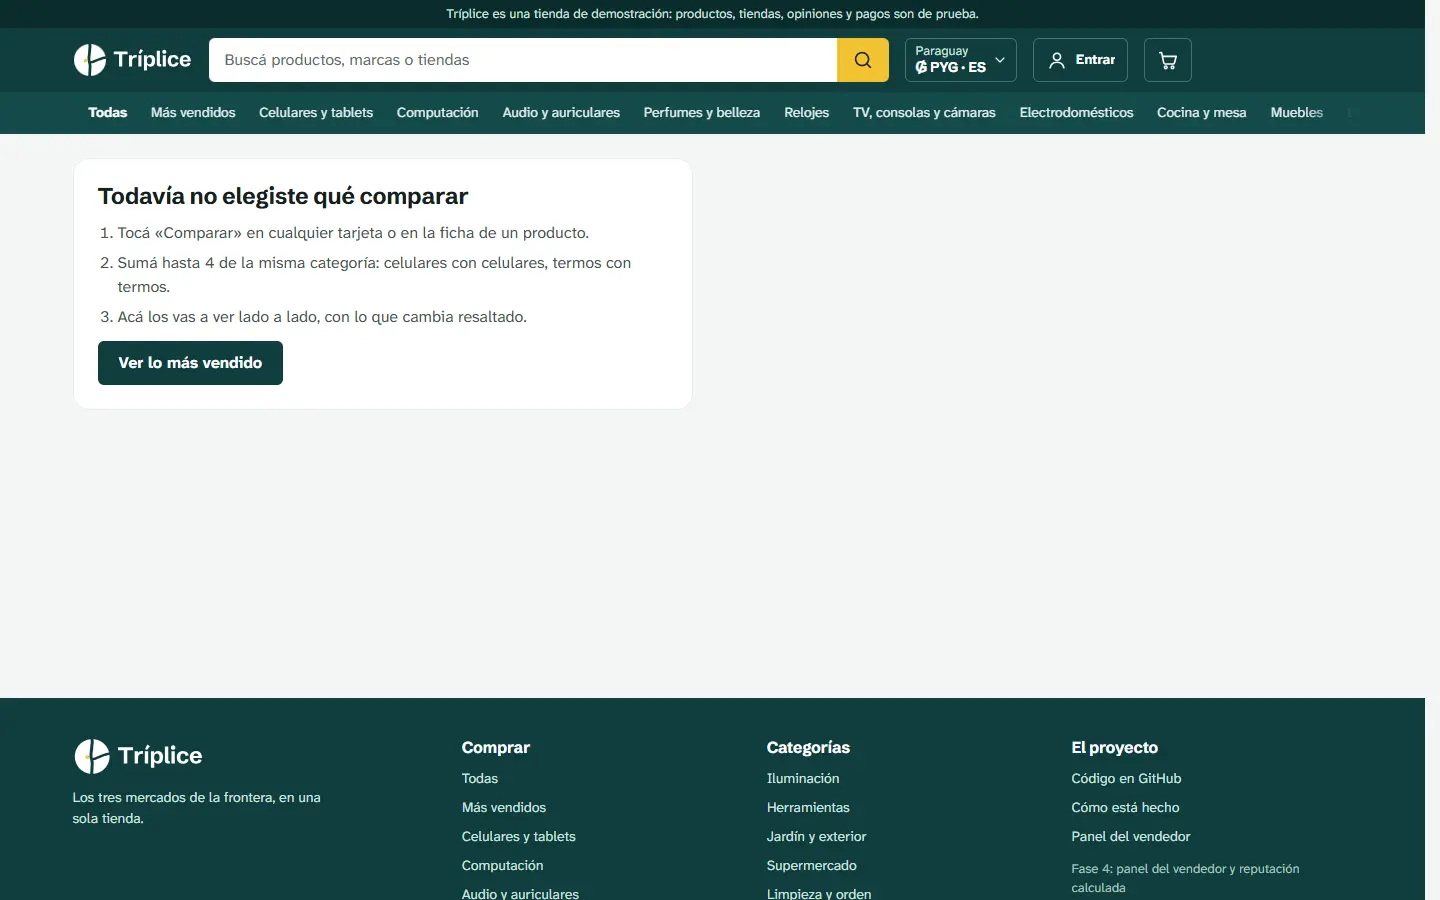 Tríplice es una tienda de demostración: productos, tiendas, opiniones y pagos son de prueba.
Tríplice
Buscá productos, marcas o tiendas
Paraguay
₲ PYG · ES
Entrar
Todas
Más vendidos
Celulares y tablets
Computación
Audio y auriculares
Perfumes y belleza
Relojes
TV, consolas y cámaras
Electrodomésticos
Cocina y mesa
Muebles
Todavía no elegiste qué comparar
1. Tocá «Comparar» en cualquier tarjeta o en la ficha de un producto.
2. Sumá hasta 4 de la misma categoría: celulares con celulares, termos con
termos.
3. Acá los vas a ver lado a lado, con lo que cambia resaltado.
Ver lo más vendido
Tríplice
Los tres mercados de la frontera, en una
sola tienda.
Comprar
Todas
Más vendidos
Celulares y tablets
Computación
Audio y auriculares
Categorías
Iluminación
Herramientas
Jardín y exterior
Supermercado
Limpieza y orden
El proyecto
Código en GitHub
Cómo está hecho
Panel del vendedor
Fase 4: panel del vendedor y reputación
calculada